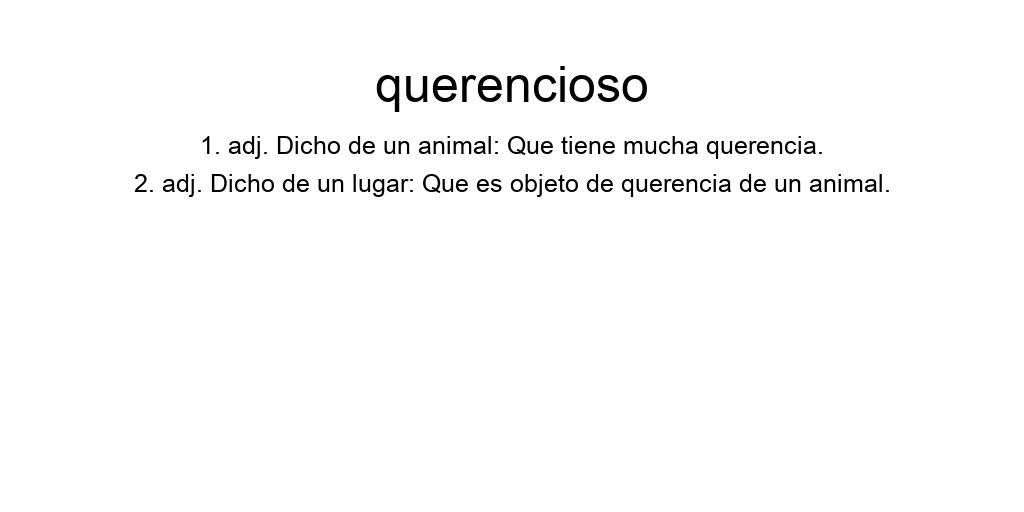 querencioso
1. adj. Dicho de un animal: Que tiene mucha querencia.
2. adj. Dicho de un lugar: Que es objeto de querencia de un animal.